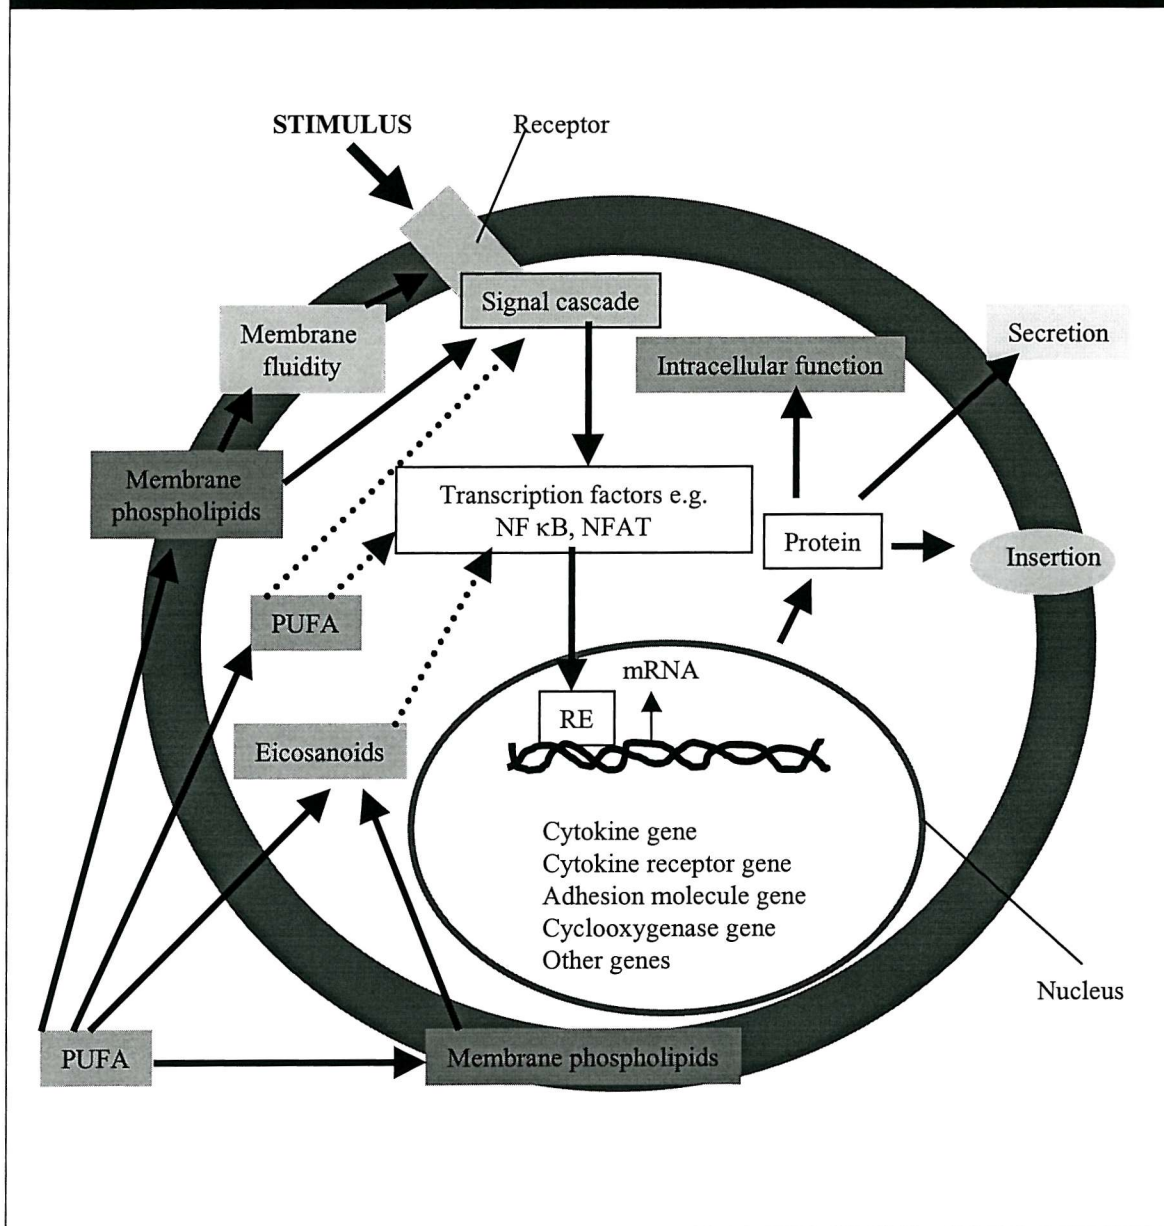 STIMULUS
Receptor
Signal cascade
Membrane
fluidity
Secretion
Intracellular function
Membrane
phospholipids
Transcription factors e.g.
NF κB, NFAT
Protein
Insertion
PUFA
mRNA
RE
Eicosanoids
Cytokine gene
Cytokine receptor gene
Adhesion molecule gene
Cyclooxygenase gene
Other genes
Nucleus
PUFA
Membrane phospholipids